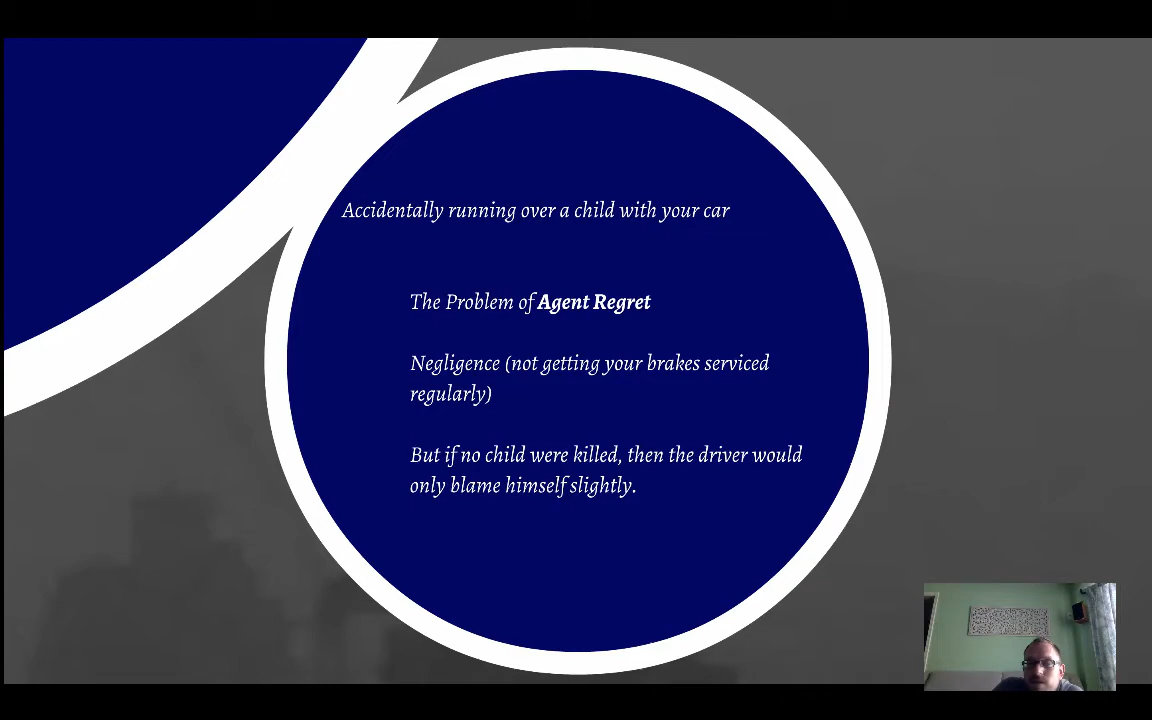 Accidentally running over a child with your car
The Problem of Agent Regret
Negligence (not getting your brakes serviced
regularly)
But if no child were killed, then the driver would
only blame himself slightly.